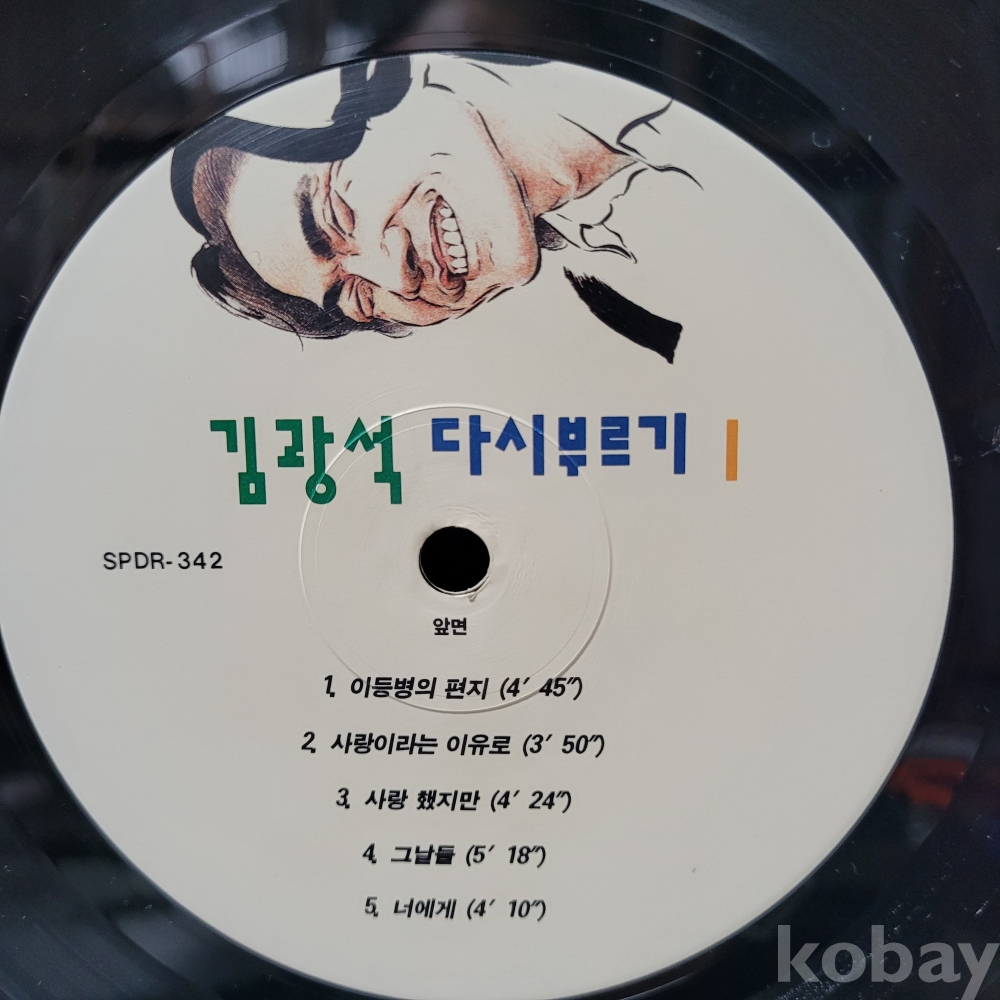 김광석 다시부르기 I
SPDR-342
앞면
1. 이등병의 편지 (4′ 45″)
2. 사랑이라는 이유로 (3′ 50″)
3. 사랑 했지만 (4′ 24″)
4. 그날들 (5′ 18″)
5. 너에게 (4′ 10″)
kobay